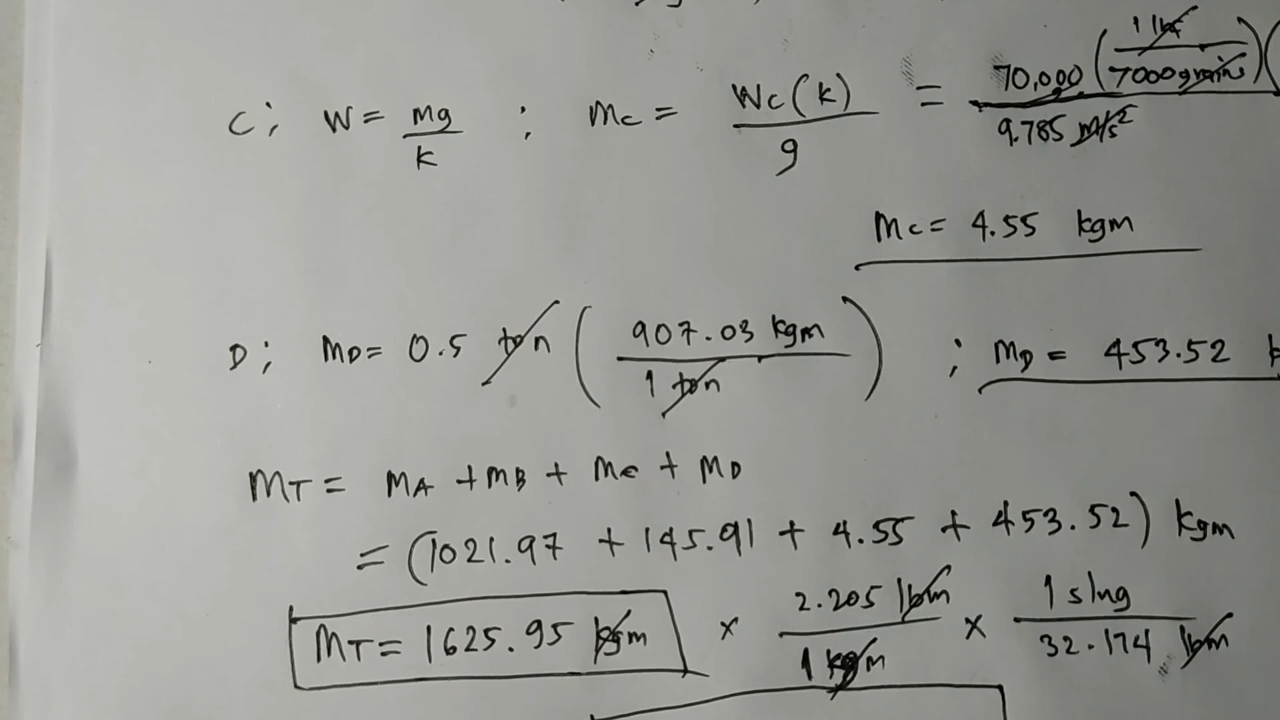 C; W = mg/k ; mc = Wc(k)/g = 70,000 (1 lbf/7000 grains)(/9.785 m/s²
mc = 4.55 kgm
D; mD = 0.5 ton (907.03 kgm/1 ton) ; mD = 453.52 k
mT = mA + mB + mc + mD
= (1021.97 + 145.91 + 4.55 + 453.52) kgm
mT = 1625.95 kgm × 2.205 lbm/1 kgm × 1 slug/32.174 lbm